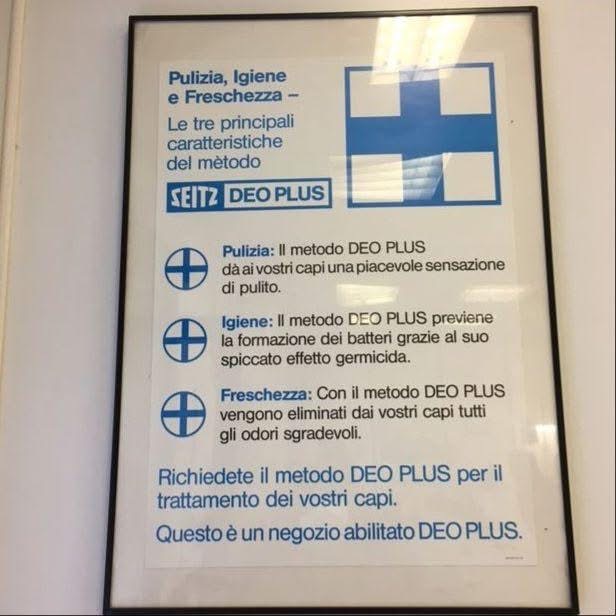 Pulizia, Igiene
e Freschezza –
Le tre principali
caratteristiche
del mètodo
SEITZ DEO PLUS
Pulizia: Il metodo DEO PLUS
dà ai vostri capi una piacevole sensazione
di pulito.
Igiene: Il metodo DEO PLUS previene
la formazione dei batteri grazie al suo
spiccato effetto germicida.
Freschezza: Con il metodo DEO PLUS
vengono eliminati dai vostri capi tutti
gli odori sgradevoli.
Richiedete il metodo DEO PLUS per il
trattamento dei vostri capi.
Questo è un negozio abilitato DEO PLUS.